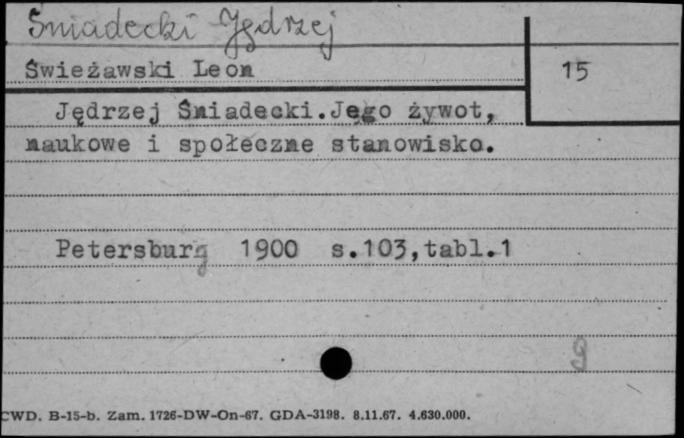 Śniadecki Jędrzej
Świeżawski Leon
15
Jędrzej Śniadecki.Jego żywot,
naukowe i społeczne stanowisko.
Petersburg 1900 s.103,tabl.1
g
CWD. B-15-b. Zam. 1726-DW-On-67. GDA-3198. 8.11.67. 4.630.000.